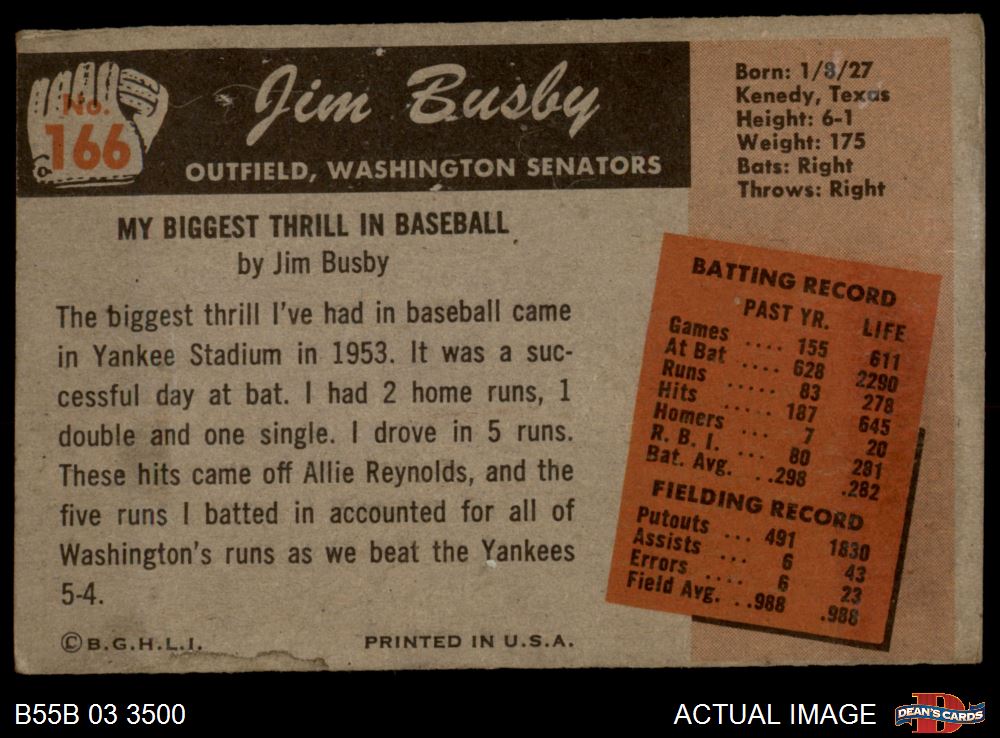 No.
166
Jim Busby
OUTFIELD, WASHINGTON SENATORS
Born: 1/8/27
Kenedy, Texas
Height: 6-1
Weight: 175
Bats: Right
Throws: Right
MY BIGGEST THRILL IN BASEBALL
by Jim Busby
The biggest thrill I've had in baseball came
in Yankee Stadium in 1953. It was a suc-
cessful day at bat. I had 2 home runs, 1
double and one single. I drove in 5 runs.
These hits came off Allie Reynolds, and the
five runs I batted in accounted for all of
Washington's runs as we beat the Yankees
5-4.
BATTING RECORD
PAST YR. LIFE
Games .... 155 611
At Bat .... 628 2290
Runs ..... 83 278
Hits ..... 187 645
Homers ... 7 20
R. B. I. ... 80 281
Bat. Avg. . .298 .282
FIELDING RECORD
Putouts ... 491 1830
Assists ... 6 43
Errors .... 6 23
Field Avg. . .988 .988
© B.G.H.L.I. PRINTED IN U.S.A.
B55B 03 3500 ACTUAL IMAGE DEAN'S CARDS